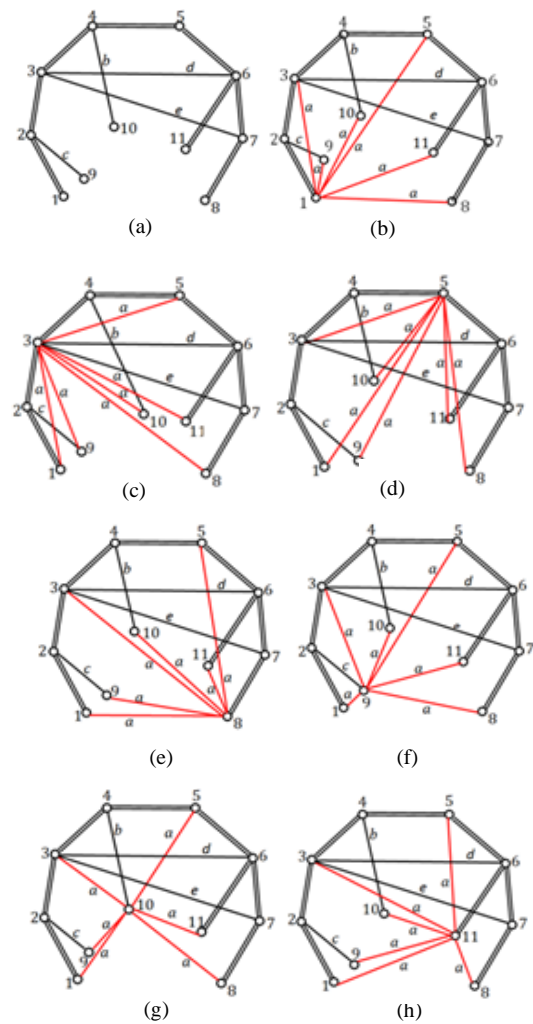 4 5
b
3 d 6
e
10
2 11 7
c
9
1 8
(a)
4 5
b
3 d 6
a e
10
2 9 a 11 7
c a
a a
1 a 8
(b)
4 5
a
b
3 d 6
e
a a a a 7
2 c 10 11
a
9
1 8
(c)
4 5
a
b a
3 d 6
e
10 a a 7
2 a 11
c a
1 9 8
(d)
4 5
b a
3 d 6
e
10
2 11 7
c a a
9 a a a
1 a 8
(e)
4 5
b a
3 d 6
e
a 10
2 a 11 7
c a
a 9 a
1 8
(f)
4 5
b a
3 d 6
e
a 10
2 a 11 7
c a
9 a a
1 8
(g)
4 5
b
3 d 6
a e
10 a
2 a 11 7
c a
9 a a
1 8
(h)